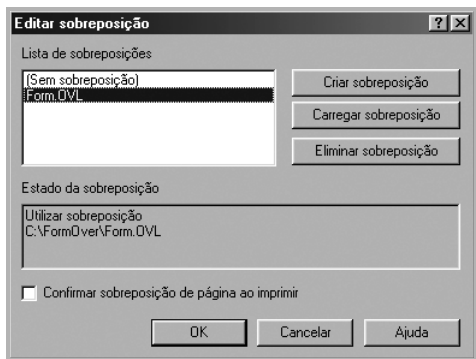 Editar sobreposição
Lista de sobreposições
(Sem sobreposição)
Form.OVL
Criar sobreposição
Carregar sobreposição
Eliminar sobreposição
Estado da sobreposição
Utilizar sobreposição
C:\FormOver\Form.OVL
Confirmar sobreposição de página ao imprimir
OK Cancelar Ajuda